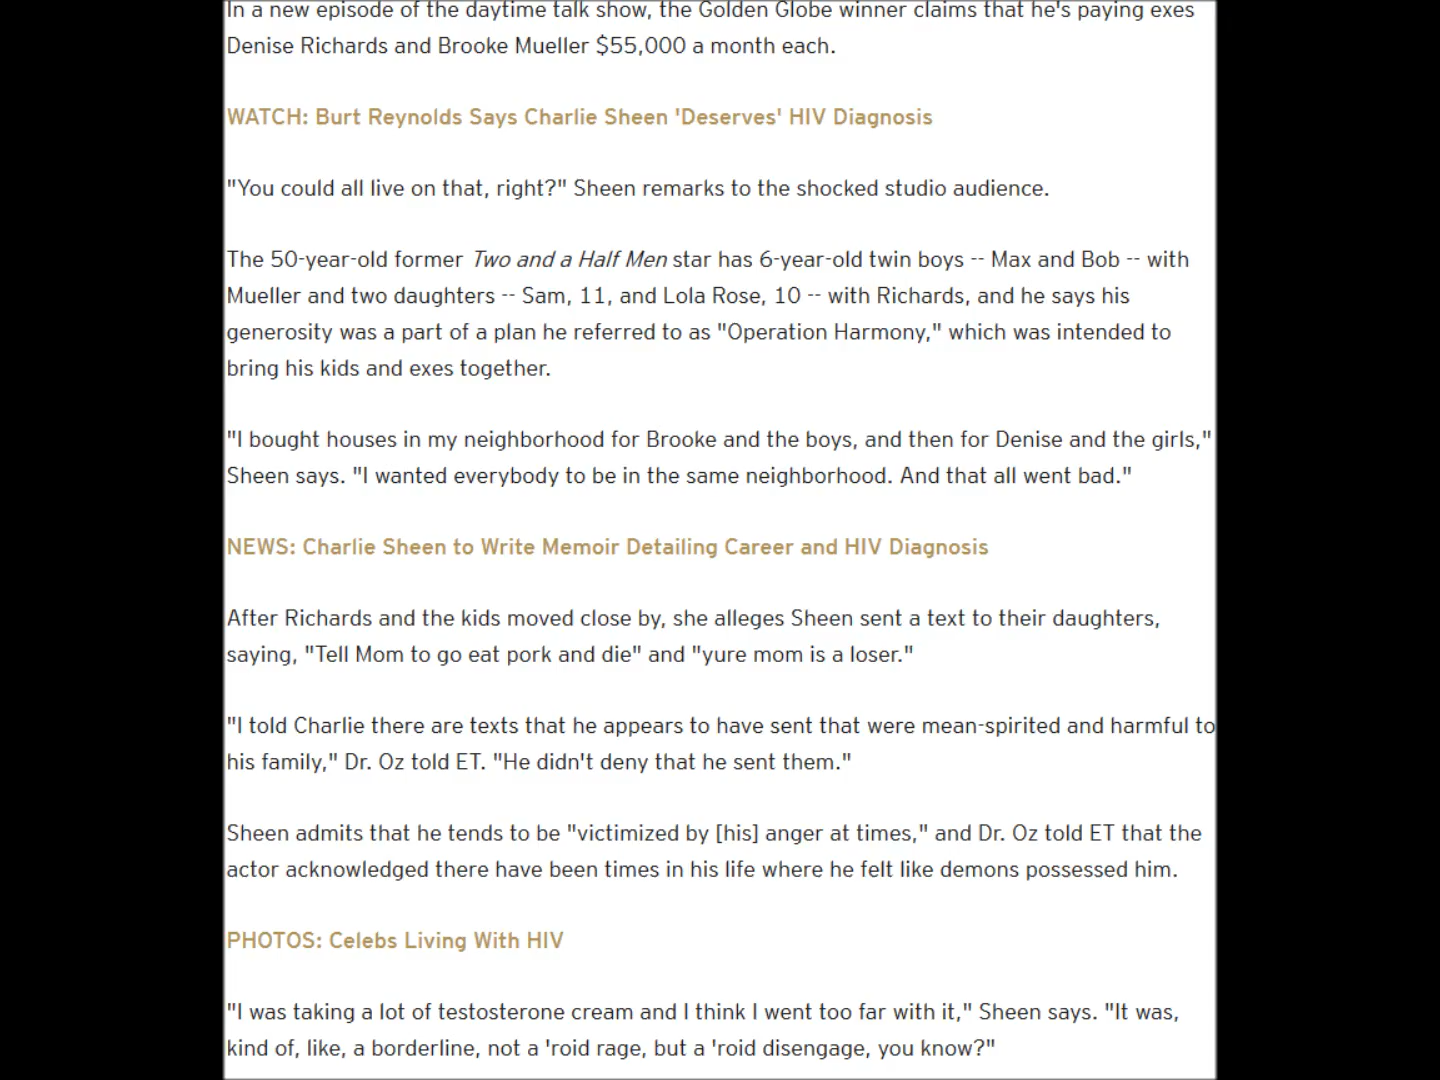 In a new episode of the daytime talk show, the Golden Globe winner claims that he's paying exes
Denise Richards and Brooke Mueller $55,000 a month each.
WATCH: Burt Reynolds Says Charlie Sheen 'Deserves' HIV Diagnosis
"You could all live on that, right?" Sheen remarks to the shocked studio audience.
The 50-year-old former Two and a Half Men star has 6-year-old twin boys -- Max and Bob -- with
Mueller and two daughters -- Sam, 11, and Lola Rose, 10 -- with Richards, and he says his
generosity was a part of a plan he referred to as "Operation Harmony," which was intended to
bring his kids and exes together.
"I bought houses in my neighborhood for Brooke and the boys, and then for Denise and the girls,"
Sheen says. "I wanted everybody to be in the same neighborhood. And that all went bad."
NEWS: Charlie Sheen to Write Memoir Detailing Career and HIV Diagnosis
After Richards and the kids moved close by, she alleges Sheen sent a text to their daughters,
saying, "Tell Mom to go eat pork and die" and "yure mom is a loser."
"I told Charlie there are texts that he appears to have sent that were mean-spirited and harmful to
his family," Dr. Oz told ET. "He didn't deny that he sent them."
Sheen admits that he tends to be "victimized by [his] anger at times," and Dr. Oz told ET that the
actor acknowledged there have been times in his life where he felt like demons possessed him.
PHOTOS: Celebs Living With HIV
"I was taking a lot of testosterone cream and I think I went too far with it," Sheen says. "It was,
kind of, like, a borderline, not a 'roid rage, but a 'roid disengage, you know?"